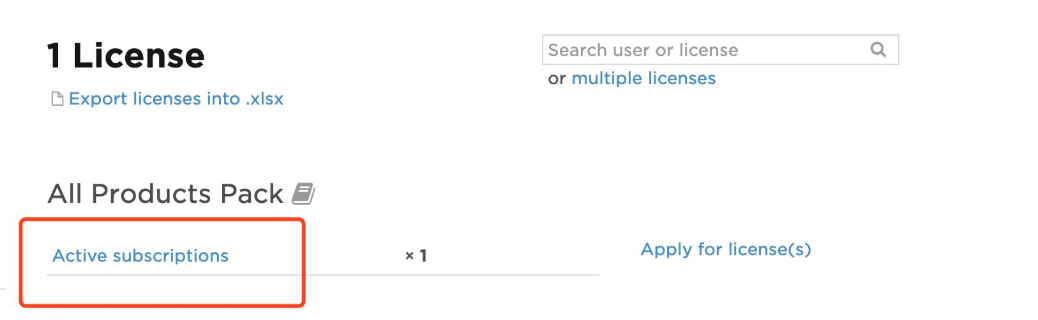 1 License
Search user or license
or multiple licenses
Export licenses into .xlsx
All Products Pack
Active subscriptions × 1
Apply for license(s)